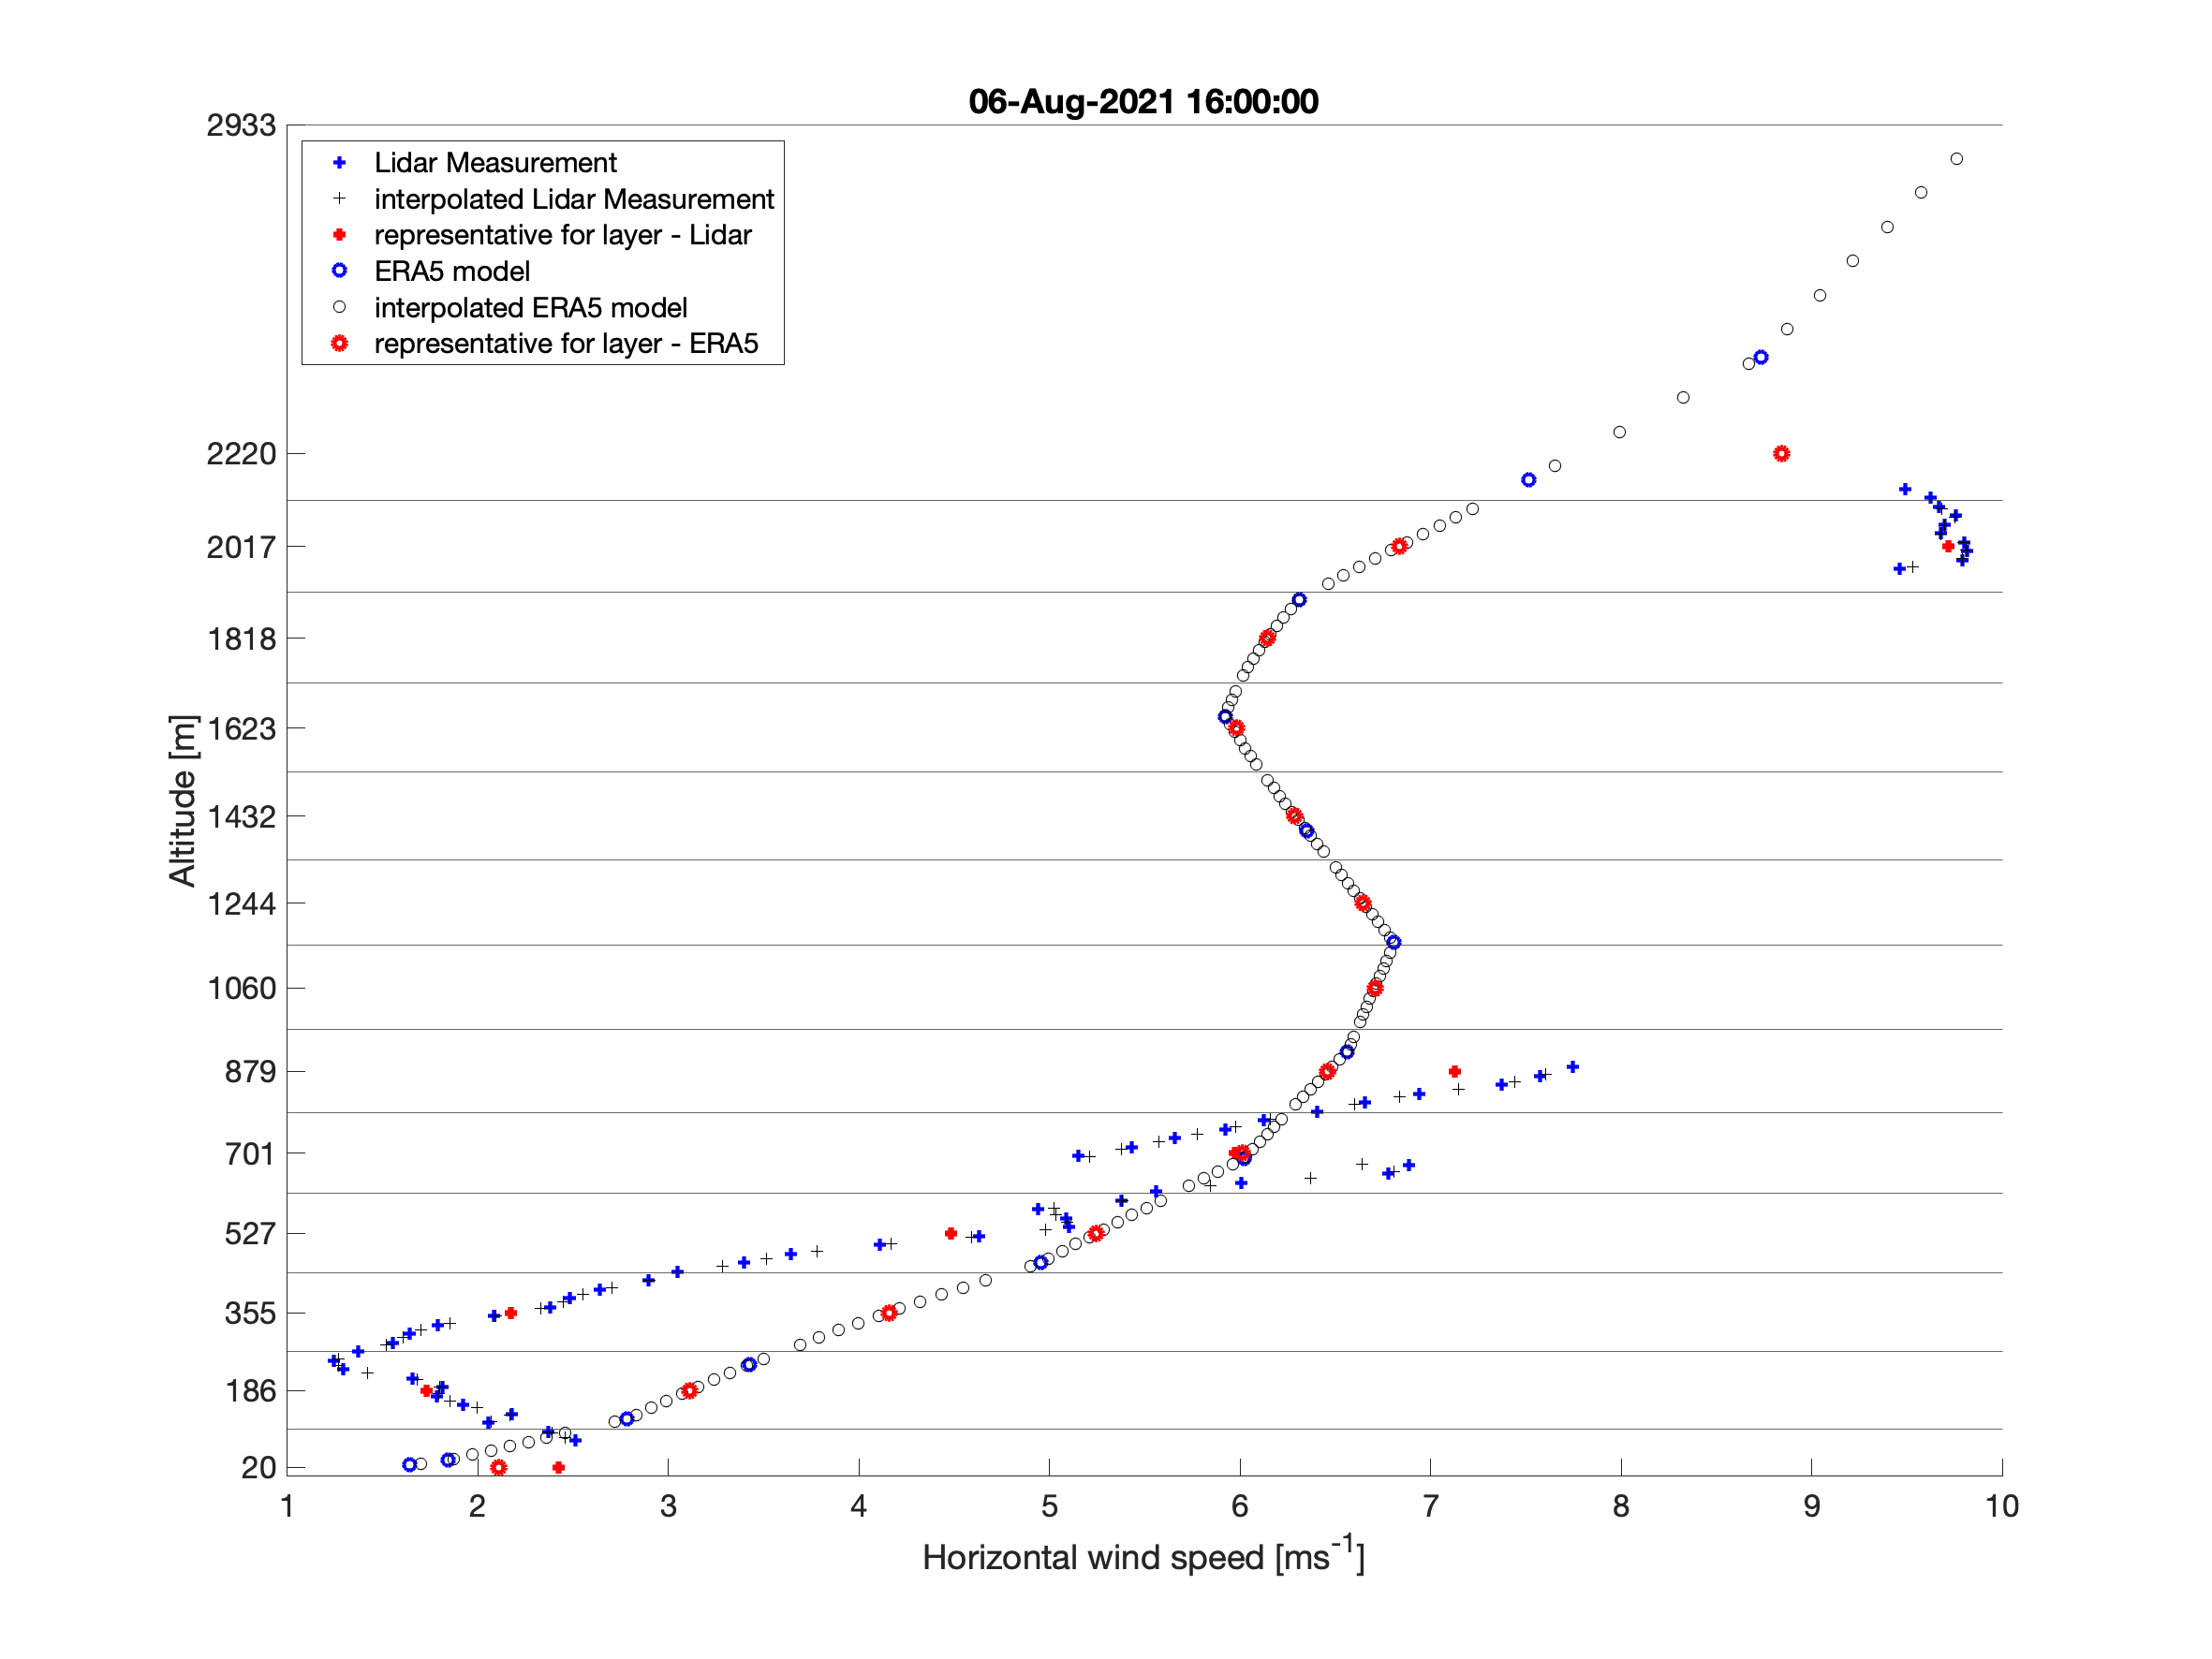 06-Aug-2021 16:00:00
2933
Lidar Measurement
interpolated Lidar Measurement
representative for layer - Lidar
ERA5 model
interpolated ERA5 model
representative for layer - ERA5
2220
2017
1818
1623
1432
1244
1060
879
701
527
355
186
20
Altitude [m]
1 2 3 4 5 6 7 8 9 10
Horizontal wind speed [ms-1]